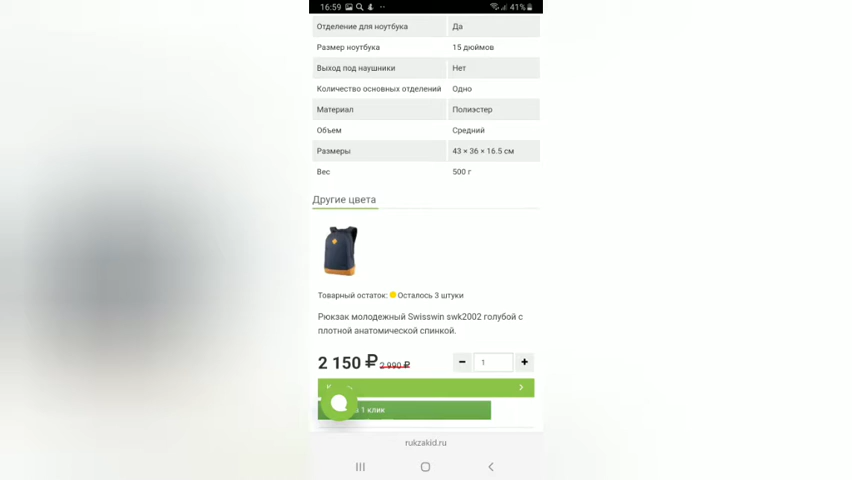 16:59 41%
Отделение для ноутбука Да
Размер ноутбука 15 дюймов
Выход под наушники Нет
Количество основных отделений Одно
Материал Полиэстер
Объем Средний
Размеры 43 × 36 × 16.5 см
Вес 500 г
Другие цвета
Товарный остаток: Осталось 3 штуки
Рюкзак молодежный Swisswin swk2002 голубой с
плотной анатомической спинкой.
2 150 ₽ 2 990 ₽ − 1 +
1 клик
rukzakid.ru